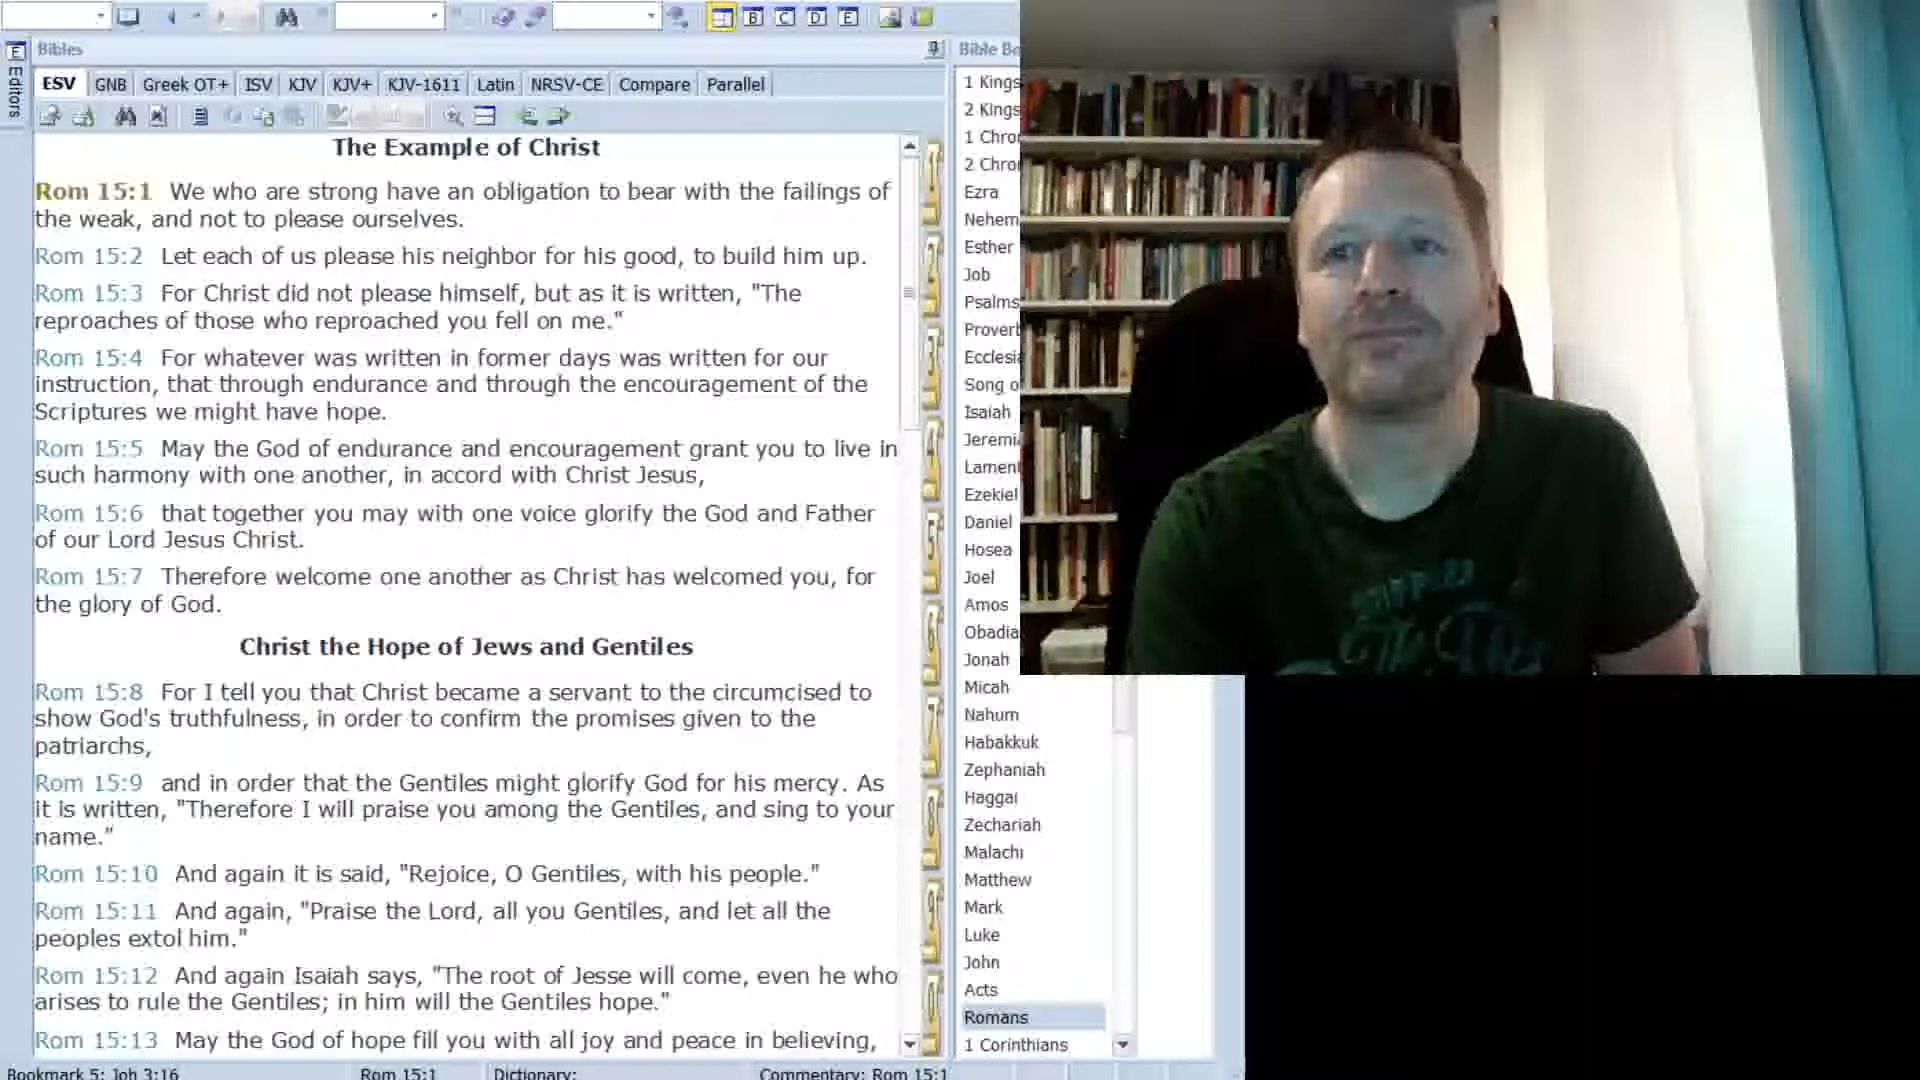 B C D E
Editors
Bibles
Bible Bo
ESV GNB Greek OT+ ISV KJV KJV+ KJV-1611 Latin NRSV-CE Compare Parallel
The Example of Christ
Rom 15:1 We who are strong have an obligation to bear with the failings of
the weak, and not to please ourselves.
Rom 15:2 Let each of us please his neighbor for his good, to build him up.
Rom 15:3 For Christ did not please himself, but as it is written, "The
reproaches of those who reproached you fell on me."
Rom 15:4 For whatever was written in former days was written for our
instruction, that through endurance and through the encouragement of the
Scriptures we might have hope.
Rom 15:5 May the God of endurance and encouragement grant you to live in
such harmony with one another, in accord with Christ Jesus,
Rom 15:6 that together you may with one voice glorify the God and Father
of our Lord Jesus Christ.
Rom 15:7 Therefore welcome one another as Christ has welcomed you, for
the glory of God.
Christ the Hope of Jews and Gentiles
Rom 15:8 For I tell you that Christ became a servant to the circumcised to
show God's truthfulness, in order to confirm the promises given to the
patriarchs,
Rom 15:9 and in order that the Gentiles might glorify God for his mercy. As
it is written, "Therefore I will praise you among the Gentiles, and sing to your
name."
Rom 15:10 And again it is said, "Rejoice, O Gentiles, with his people."
Rom 15:11 And again, "Praise the Lord, all you Gentiles, and let all the
peoples extol him."
Rom 15:12 And again Isaiah says, "The root of Jesse will come, even he who
arises to rule the Gentiles; in him will the Gentiles hope."
Rom 15:13 May the God of hope fill you with all joy and peace in believing,
1
2
3
4
5
6
7
8
9
0
1 Kings
2 Kings
1 Chron
2 Chron
Ezra
Nehem
Esther
Job
Psalms
Proverb
Ecclesia
Song o
Isaiah
Jeremia
Lament
Ezekiel
Daniel
Hosea
Joel
Amos
Obadia
Jonah
Micah
Nahum
Habakkuk
Zephaniah
Haggai
Zechariah
Malachi
Matthew
Mark
Luke
John
Acts
Romans
1 Corinthians
Bookmark 5: Joh 3:16 Rom 15:1 Dictionary: Commentary: Rom 15:1